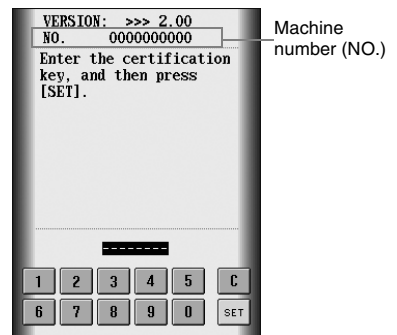 VERSION: >>> 2.00
NO. 0000000000
Machine
number (NO.)
Enter the certification
key, and then press
[SET].
--------
1 2 3 4 5 C
6 7 8 9 0 SET